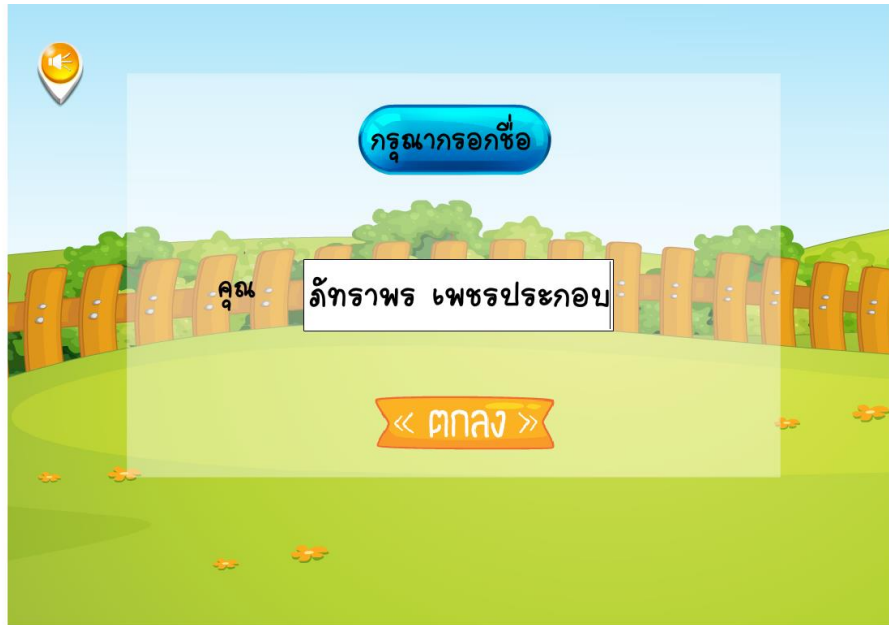 กรุณากรอกชื่อ
คุณ ภัทราพร เพชรประกอบ
« ตกลง »